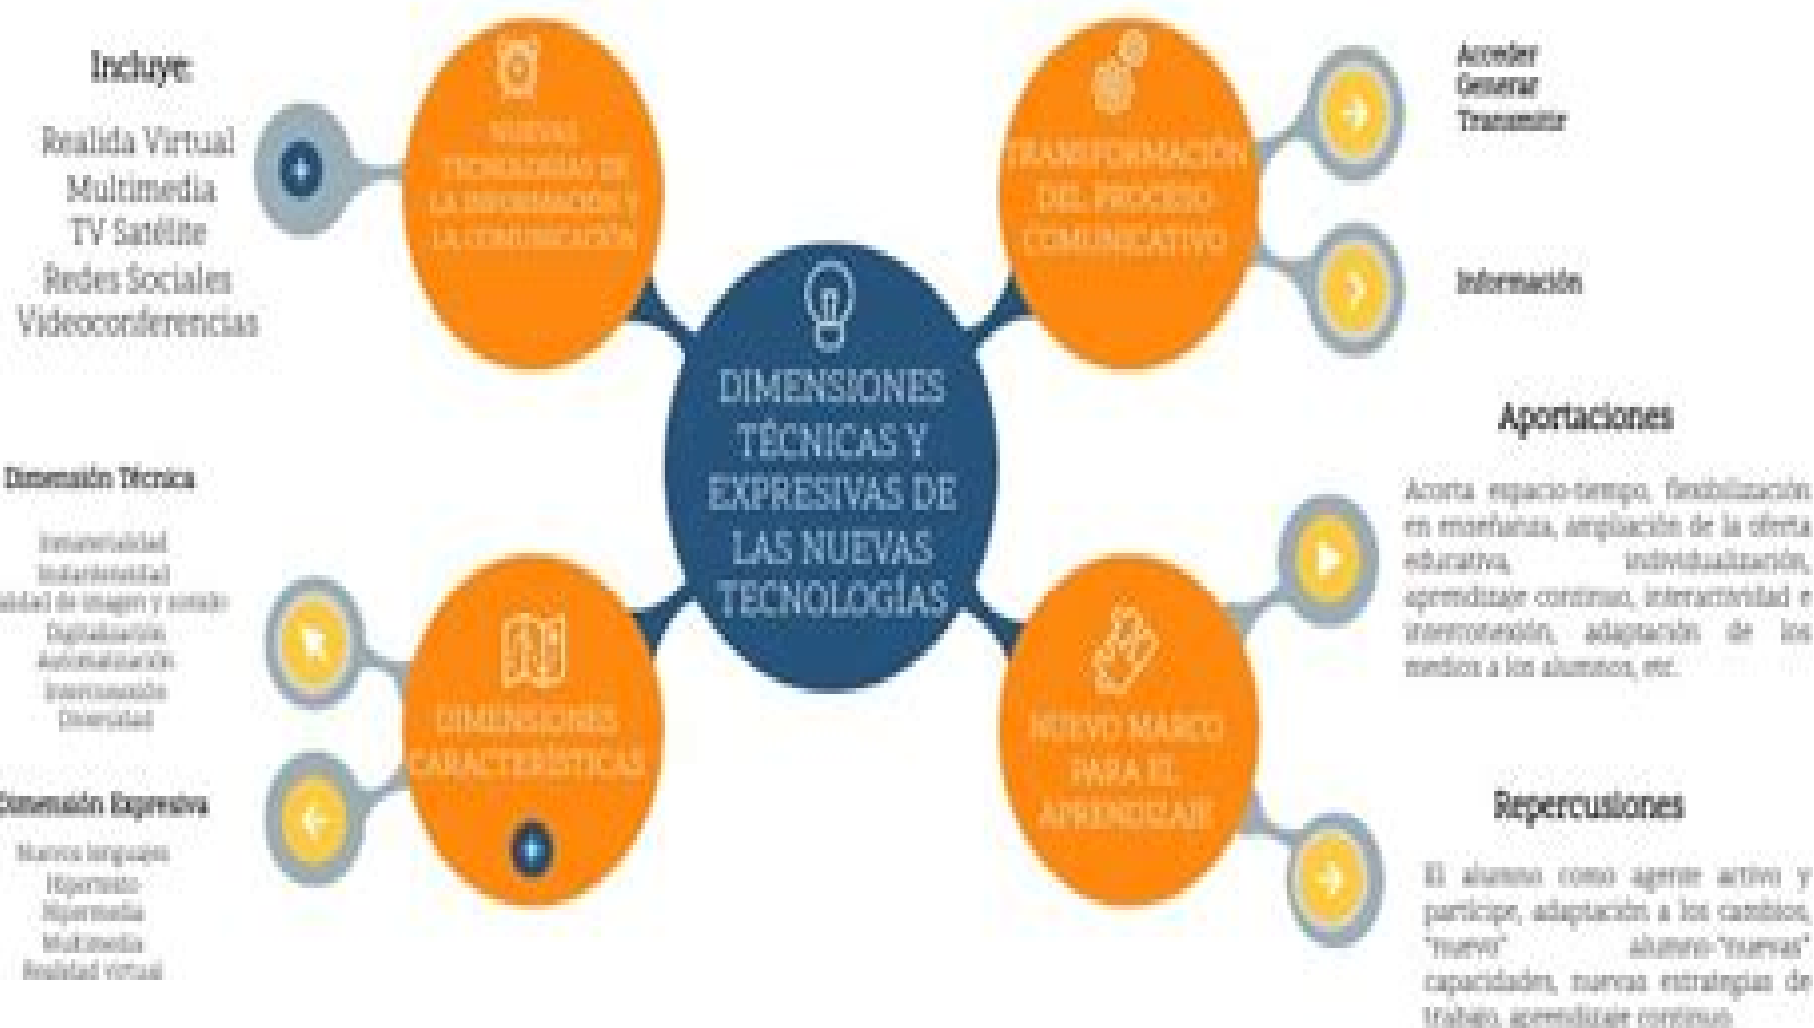 Incluye:
Realida Virtual
Multimedia
TV Satélite
Redes Sociales
Videoconferencias
NUEVAS
TECNOLOGÍAS DE
LA INFORMACIÓN Y
LA COMUNICACIÓN
TRANSFORMACIÓN
DEL PROCESO
COMUNICATIVO
Acceder
Generar
Transmitir
Información
DIMENSIONES
TÉCNICAS Y
EXPRESIVAS DE
LAS NUEVAS
TECNOLOGÍAS
Dimensión Técnica
Inmaterialidad
Instantaneidad
de imagen y sonido
Digitalización
Automatización
Interconexión
Diversidad
Dimensión Expresiva
Nuevos lenguajes
Hipertexto
Hipermedia
Multimedia
Realidad virtual
DIMENSIONES
CARACTERÍSTICAS
NUEVO MARCO
PARA EL
APRENDIZAJE
Aportaciones
Acorta espacio-tiempo, flexibilización
en enseñanza, ampliación de la oferta
educativa, individualización,
aprendizaje continuo, interactividad e
interconexión, adaptación de los
medios a los alumnos, etc.
Repercusiones
El alumno como agente activo y
partícipe, adaptación a los cambios,
"nuevo" alumno-"nuevas"
capacidades, nuevas estrategias de
trabajo, aprendizaje continuo